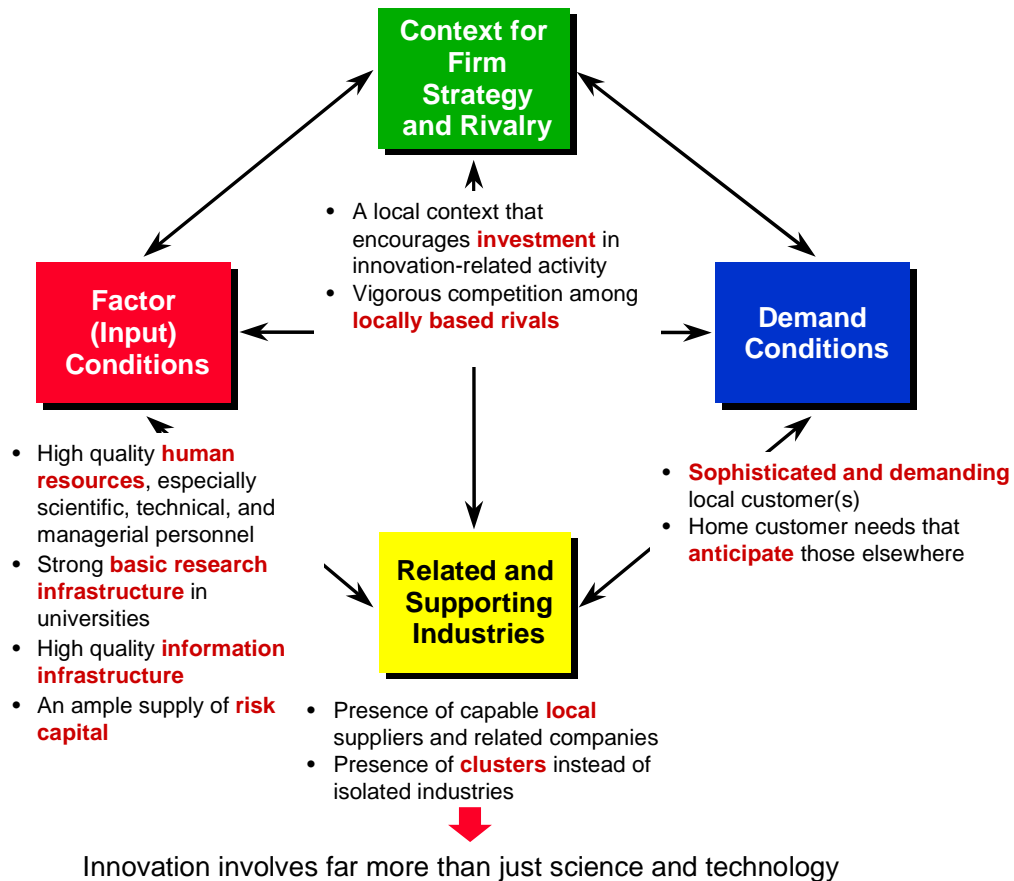 Context for
Firm
Strategy
and Rivalry
• A local context that
encourages investment in
innovation-related activity
• Vigorous competition among
locally based rivals
Factor
(Input)
Conditions
Demand
Conditions
• High quality human
resources, especially
scientific, technical, and
managerial personnel
• Strong basic research
infrastructure in
universities
• High quality information
infrastructure
• An ample supply of risk
capital
• Sophisticated and demanding
local customer(s)
• Home customer needs that
anticipate those elsewhere
Related and
Supporting
Industries
• Presence of capable local
suppliers and related companies
• Presence of clusters instead of
isolated industries
Innovation involves far more than just science and technology